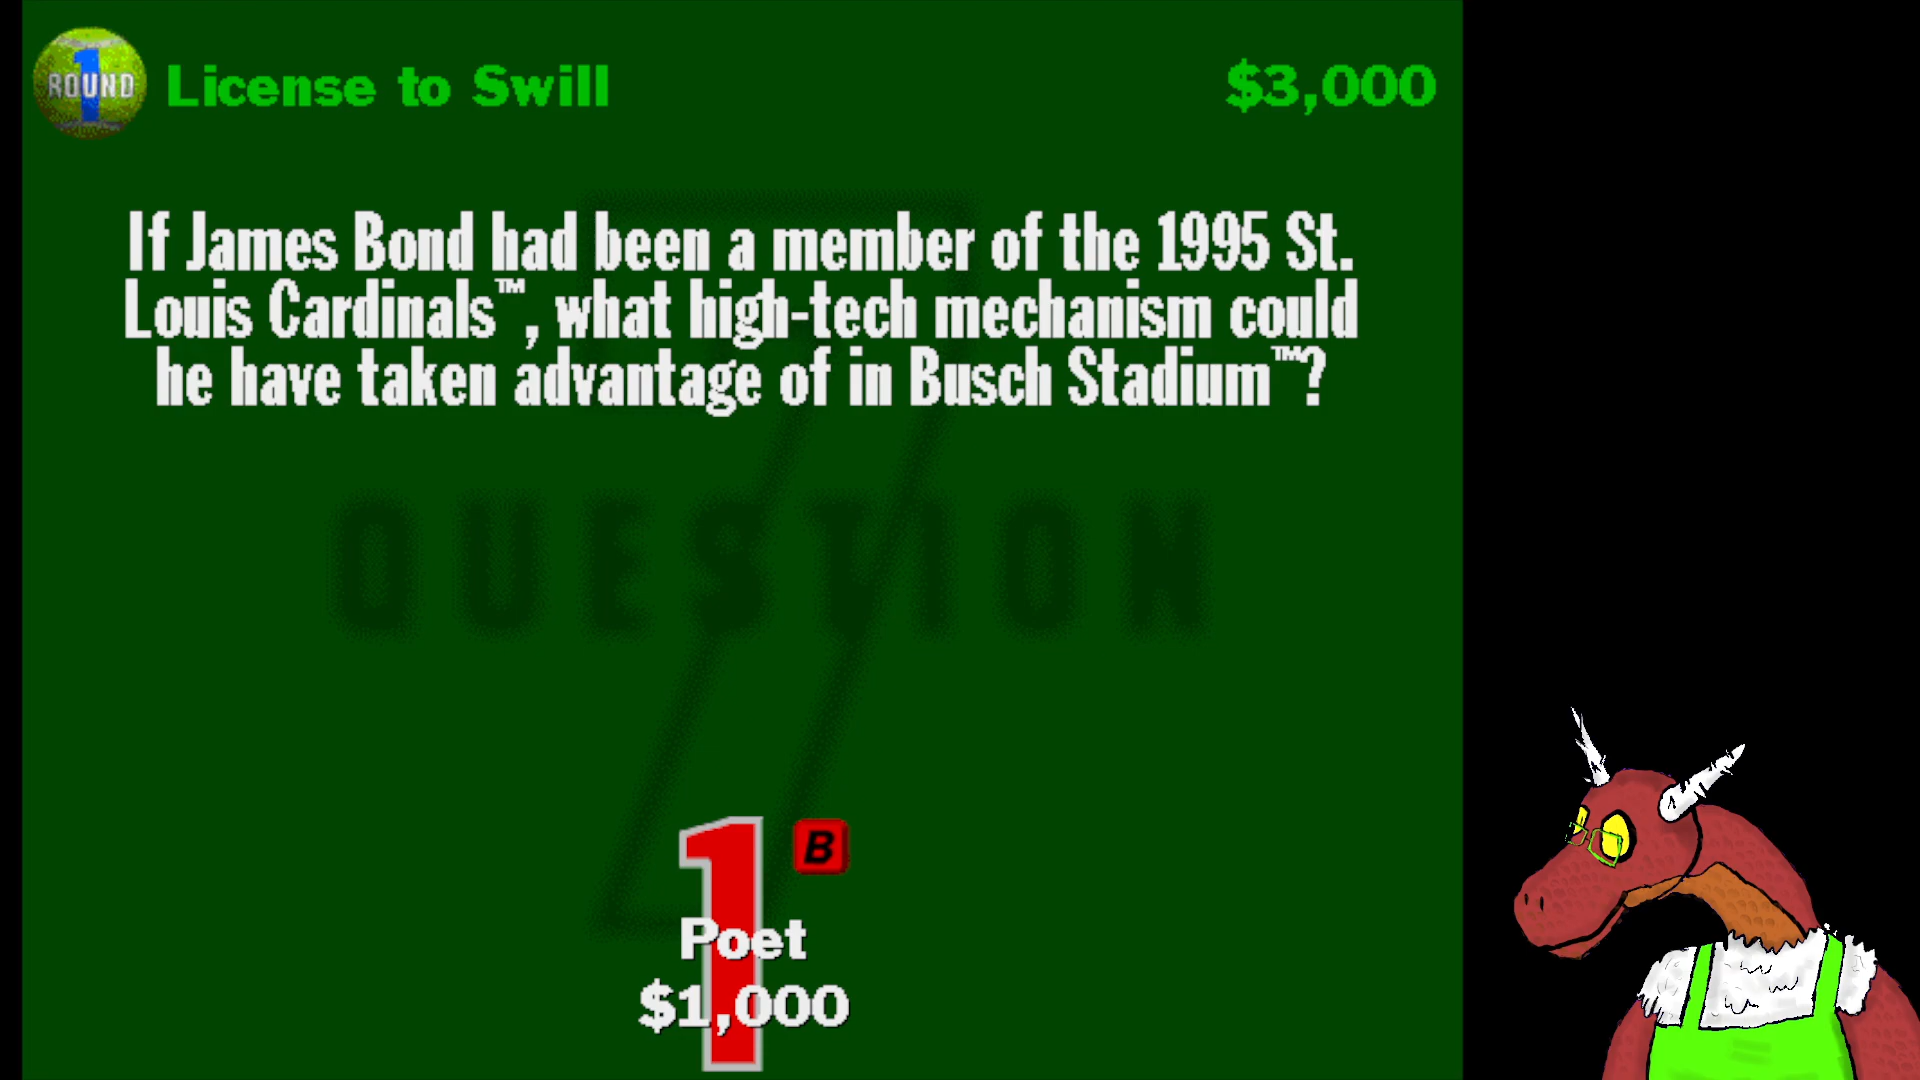 ROUND 1
License to Swill
$3,000
If James Bond had been a member of the 1995 St.
Louis Cardinals™, what high-tech mechanism could
he have taken advantage of in Busch Stadium™?
7
QUESTION
1
B
Poet
$1,000